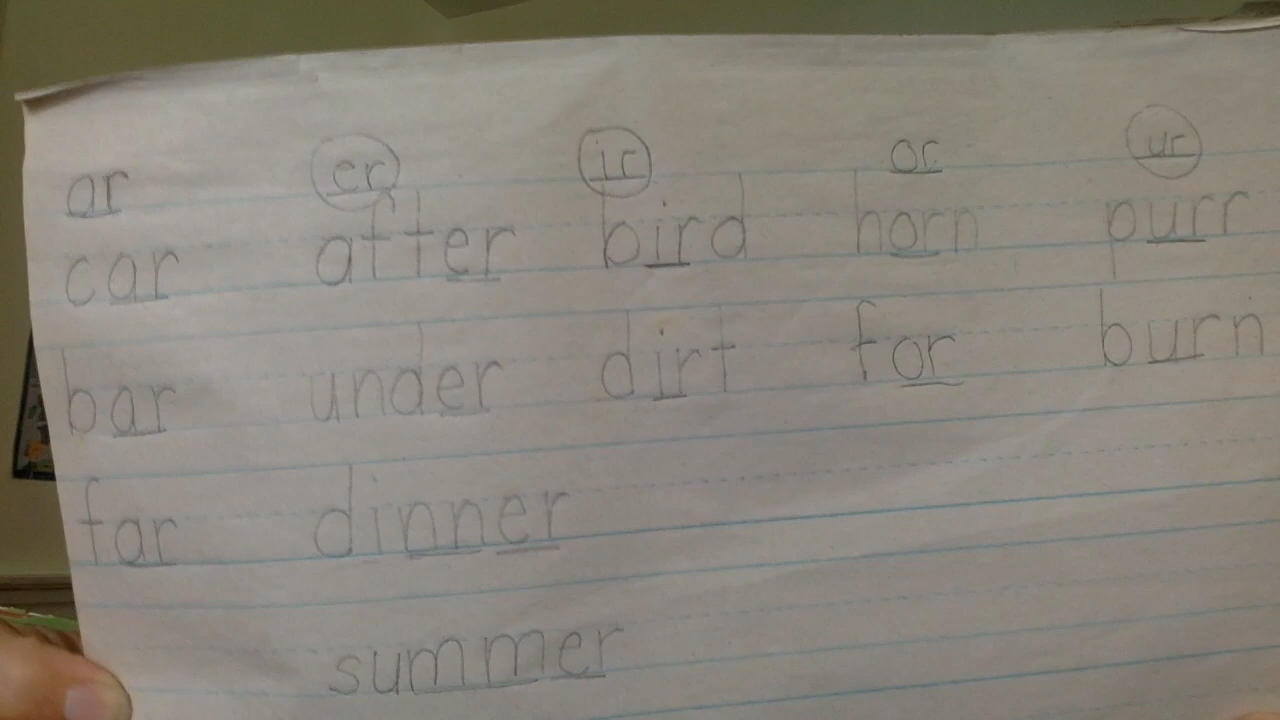 ar er ir or ur
car after bird horn purr
bar under dirt for burn
far dinner
summer